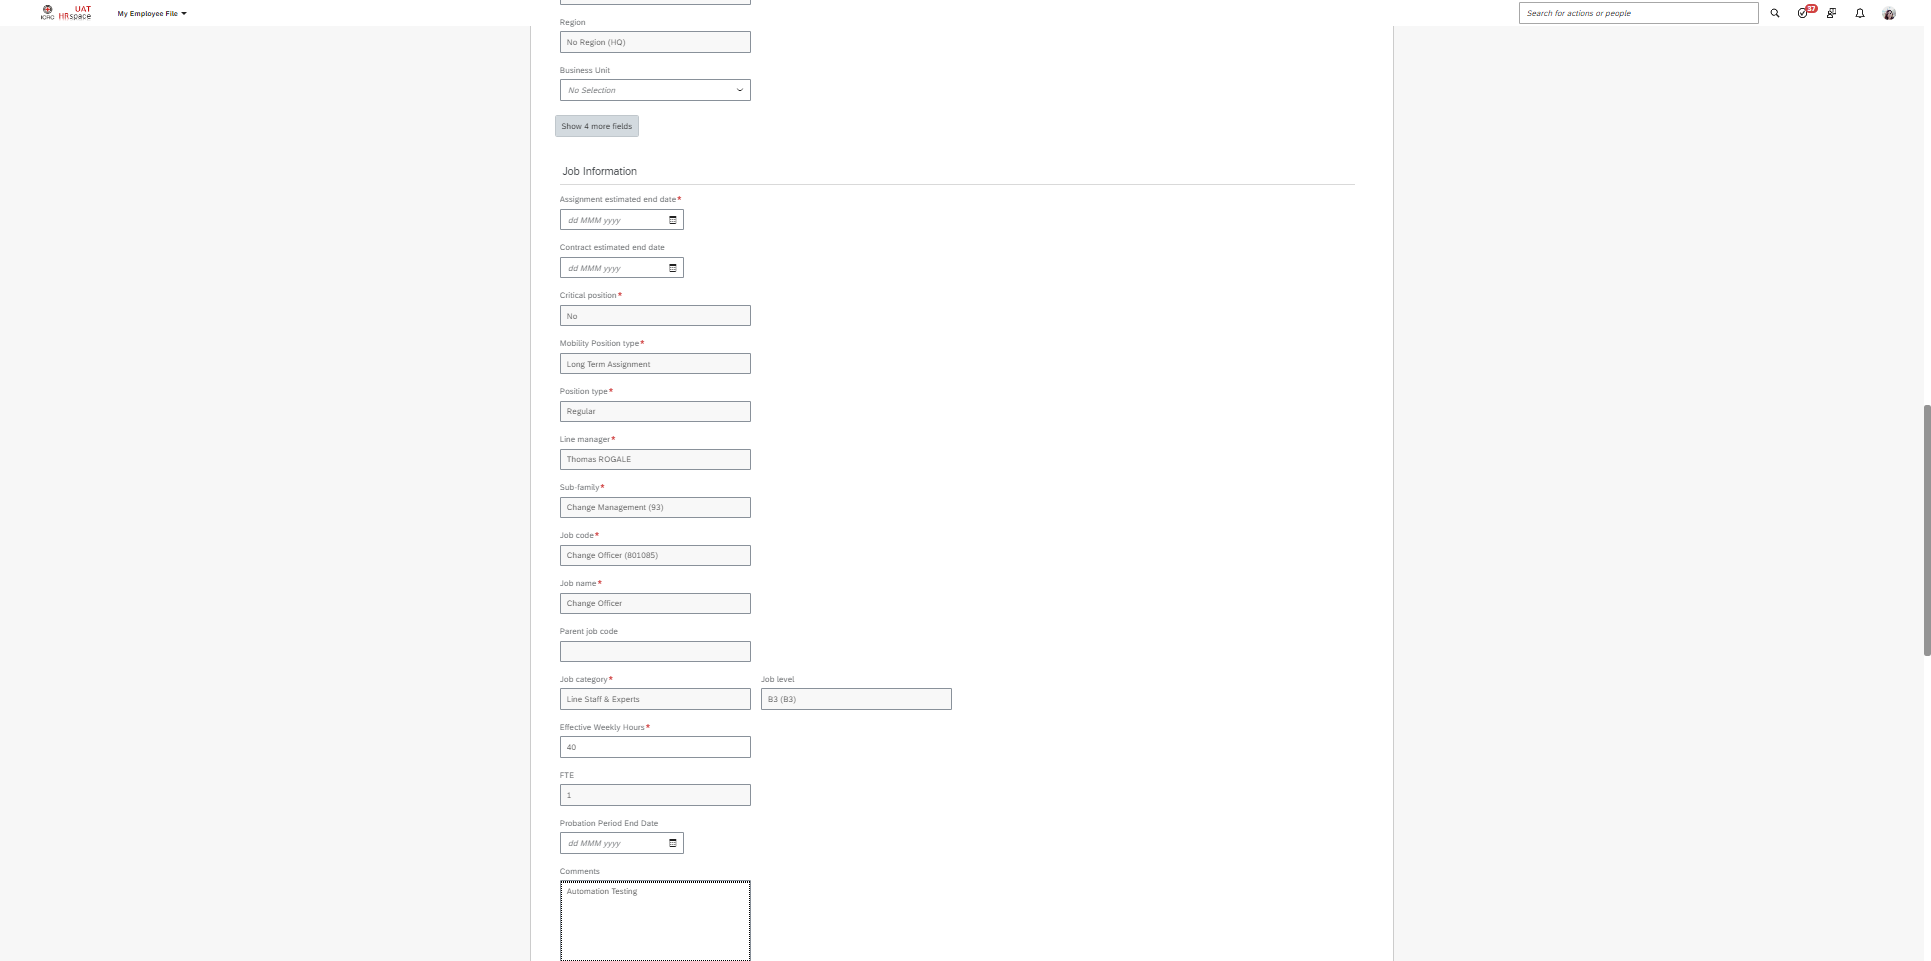 ICRC
UAT
HRspace
My Employee File
Search for actions or people
37
Region
No Region (HQ)
Business Unit
No Selection
Show 4 more fields
Job Information
Assignment estimated end date*
dd MMM yyyy
Contract estimated end date
dd MMM yyyy
Critical position*
No
Mobility Position type*
Long Term Assignment
Position type*
Regular
Line manager*
Thomas ROGALE
Sub-family*
Change Management (93)
Job code*
Change Officer (801085)
Job name*
Change Officer
Parent job code
Job category* Job level
Line Staff & Experts B3 (B3)
Effective Weekly Hours*
40
FTE
1
Probation Period End Date
dd MMM yyyy
Comments
Automation Testing